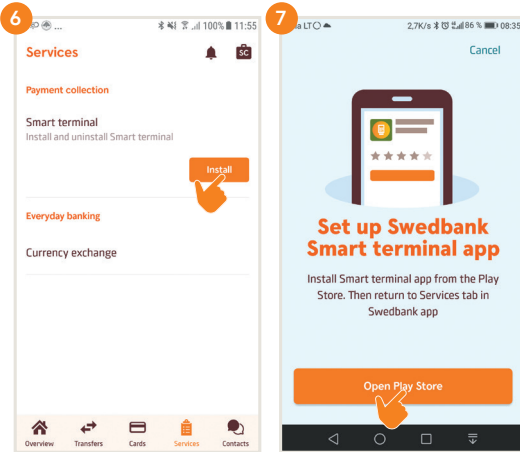 6
... 100% 11:55
Services
SC
Payment collection
Smart terminal
Install and uninstall Smart terminal
Install
Everyday banking
Currency exchange
Overview Transfers Cards Services Contacts
7
a LT 2,7K/s 86 % 08:35
Cancel
Set up Swedbank
Smart terminal app
Install Smart terminal app from the Play
Store. Then return to Services tab in
Swedbank app
Open Play Store